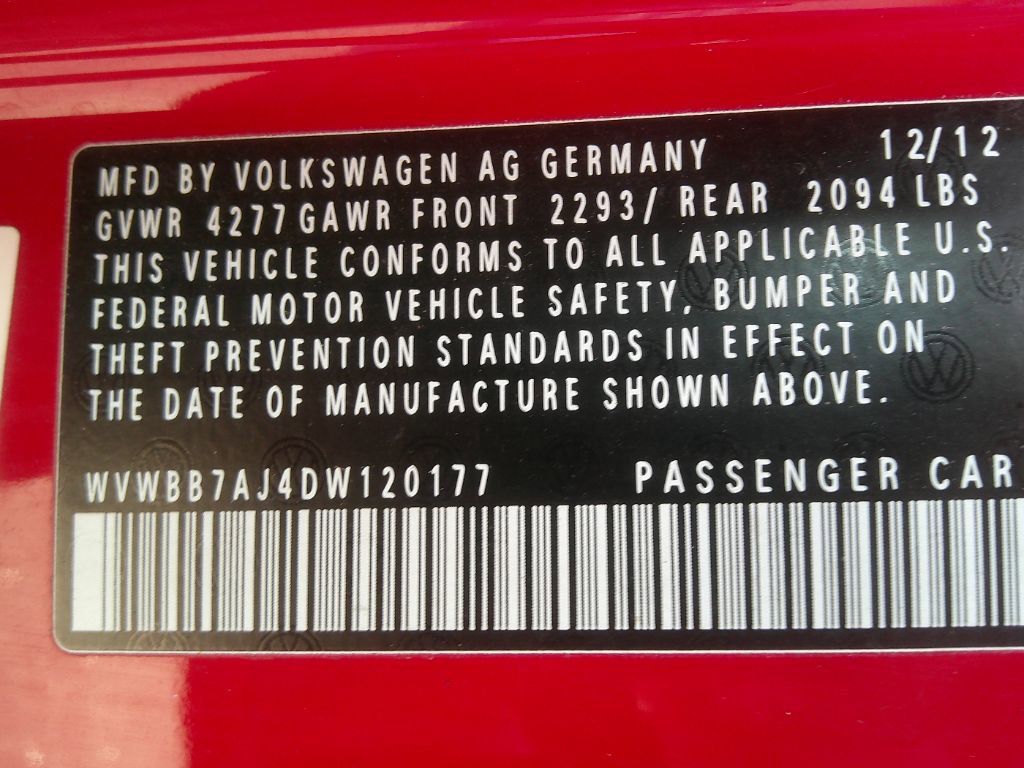 MFD BY VOLKSWAGEN AG GERMANY 12/12
GVWR 4277 GAWR FRONT 2293/ REAR 2094 LBS
THIS VEHICLE CONFORMS TO ALL APPLICABLE U.S.
FEDERAL MOTOR VEHICLE SAFETY, BUMPER AND
THEFT PREVENTION STANDARDS IN EFFECT ON
THE DATE OF MANUFACTURE SHOWN ABOVE.
WVWBB7AJ4DW120177 PASSENGER CAR